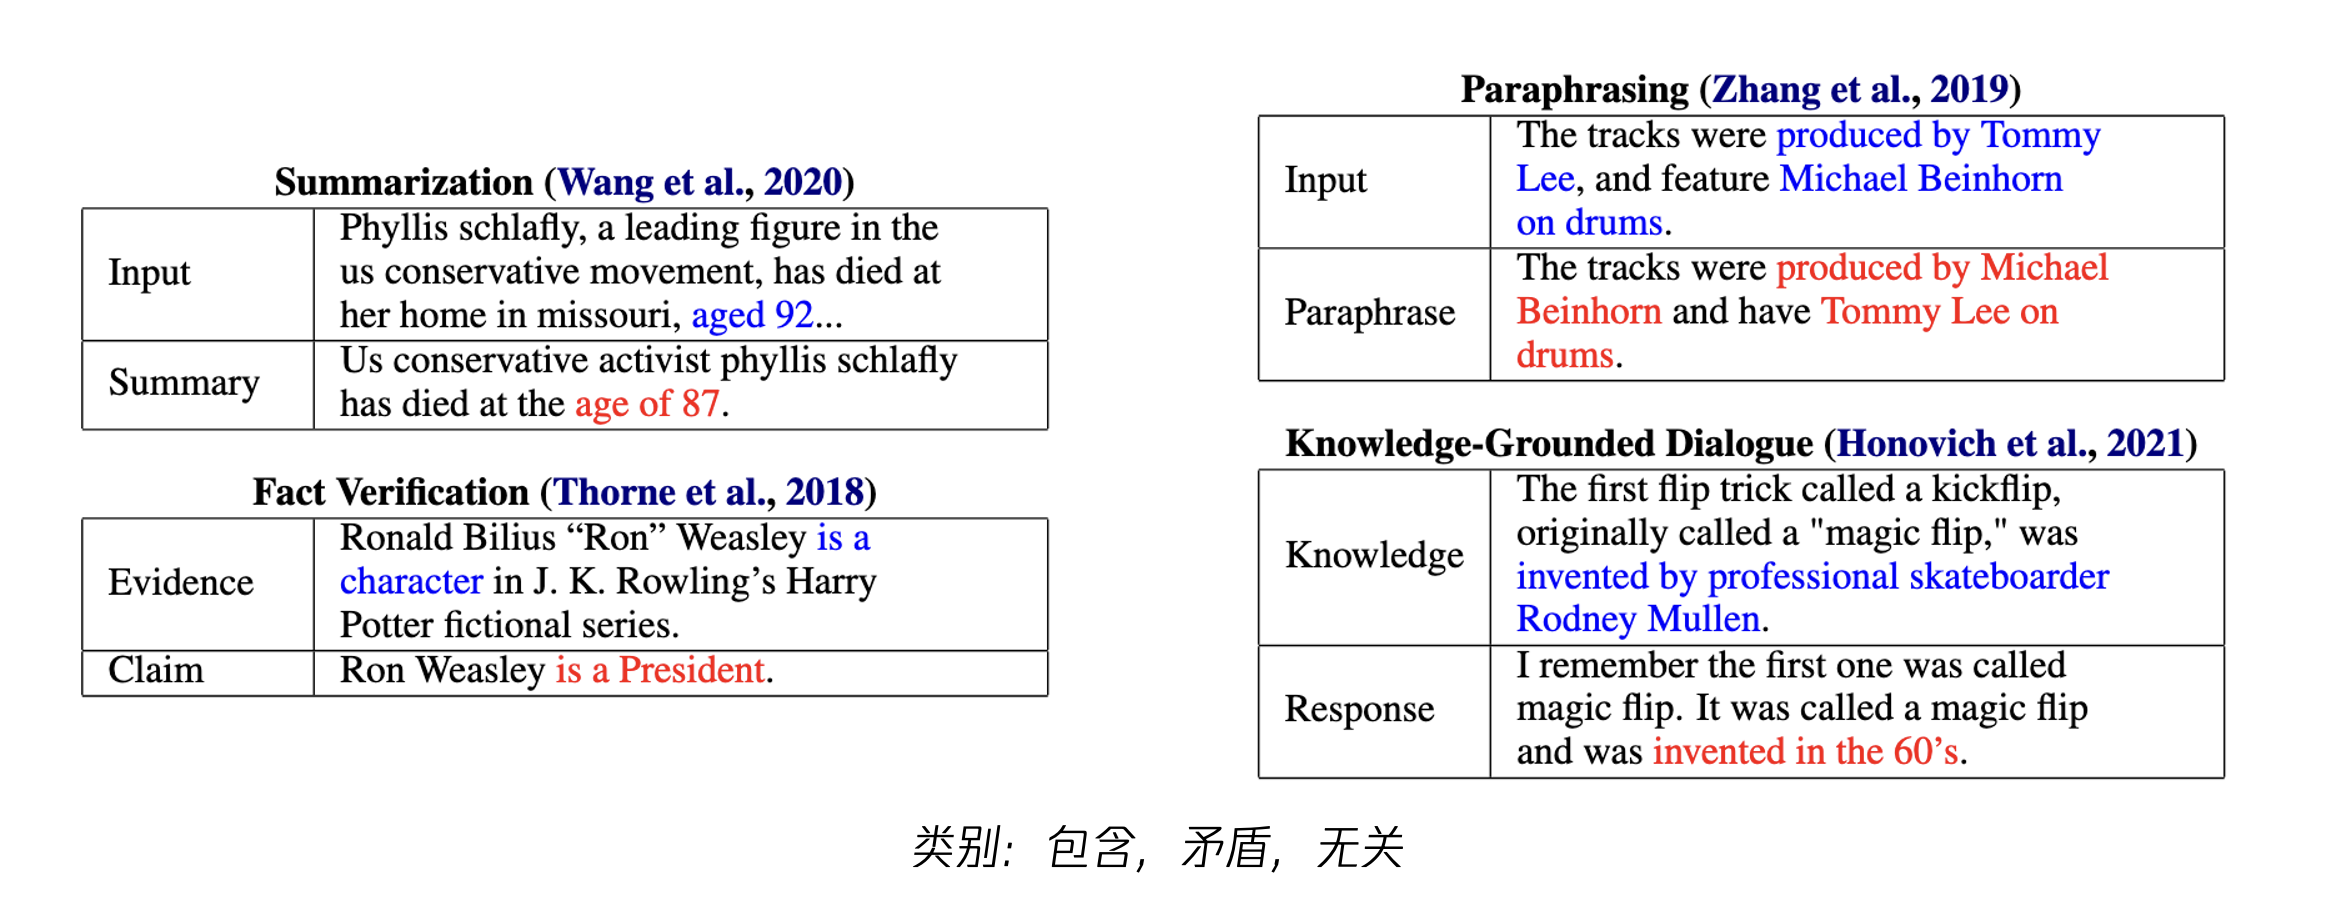 Summarization (Wang et al., 2020)
Input
Phyllis schlafly, a leading figure in the
us conservative movement, has died at
her home in missouri, aged 92...
Summary
Us conservative activist phyllis schlafly
has died at the age of 87.
Fact Verification (Thorne et al., 2018)
Evidence
Ronald Bilius “Ron” Weasley is a
character in J. K. Rowling’s Harry
Potter fictional series.
Claim
Ron Weasley is a President.
Paraphrasing (Zhang et al., 2019)
Input
The tracks were produced by Tommy
Lee, and feature Michael Beinhorn
on drums.
Paraphrase
The tracks were produced by Michael
Beinhorn and have Tommy Lee on
drums.
Knowledge-Grounded Dialogue (Honovich et al., 2021)
Knowledge
The first flip trick called a kickflip,
originally called a "magic flip," was
invented by professional skateboarder
Rodney Mullen.
Response
I remember the first one was called
magic flip. It was called a magic flip
and was invented in the 60’s.
类别：包含，矛盾，无关